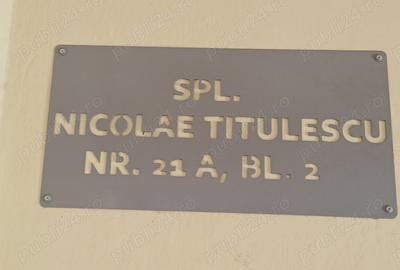 SPL.
NICOLAE TITULESCU
NR. 21 A, BL. 2